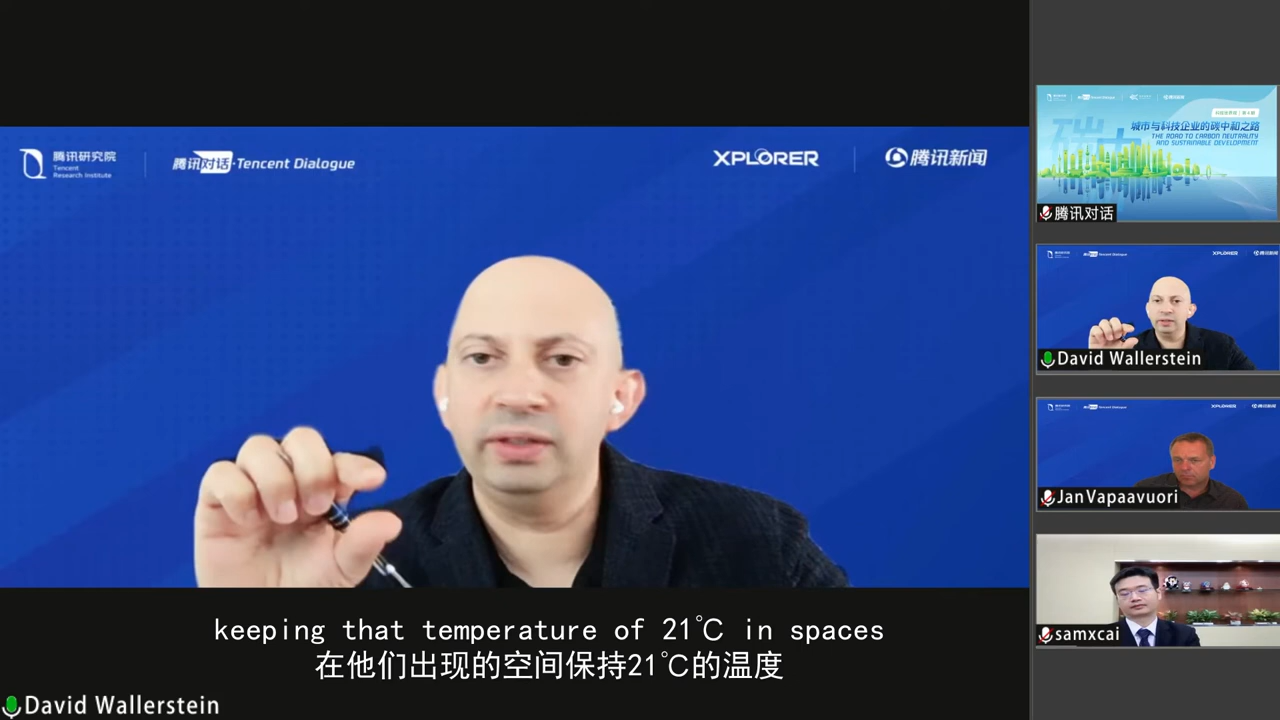 腾讯研究院
Tencent
Research Institute
腾讯对话·Tencent Dialogue
XPLORER
腾讯新闻
keeping that temperature of 21℃ in spaces
在他们出现的空间保持21℃的温度
David Wallerstein
城市与科技企业的碳中和之路
THE ROAD TO CARBON NEUTRALITY
AND SUSTAINABLE DEVELOPMENT
腾讯对话
XPLORER
David Wallerstein
XPLORER
JanVapaavuori
samxcai